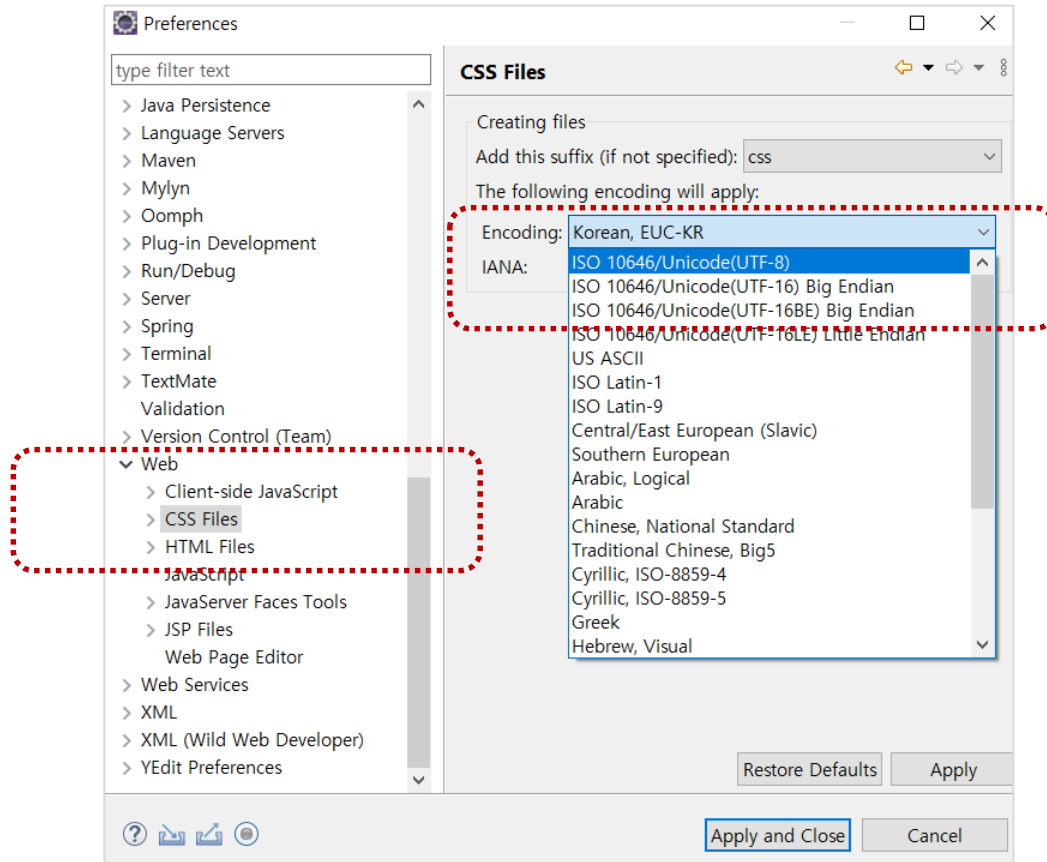 Preferences
type filter text
Java Persistence
Language Servers
Maven
Mylyn
Oomph
Plug-in Development
Run/Debug
Server
Spring
Terminal
TextMate
Validation
Version Control (Team)
Web
Client-side JavaScript
CSS Files
HTML Files
JavaScript
JavaServer Faces Tools
JSP Files
Web Page Editor
Web Services
XML
XML (Wild Web Developer)
YEdit Preferences
CSS Files
Creating files
Add this suffix (if not specified): css
The following encoding will apply:
Encoding: Korean, EUC-KR
IANA:
ISO 10646/Unicode(UTF-8)
ISO 10646/Unicode(UTF-16) Big Endian
ISO 10646/Unicode(UTF-16BE) Big Endian
ISO 10646/Unicode(UTF-16LE) Little Endian
US ASCII
ISO Latin-1
ISO Latin-9
Central/East European (Slavic)
Southern European
Arabic, Logical
Arabic
Chinese, National Standard
Traditional Chinese, Big5
Cyrillic, ISO-8859-4
Cyrillic, ISO-8859-5
Greek
Hebrew, Visual
Restore Defaults
Apply
Apply and Close
Cancel